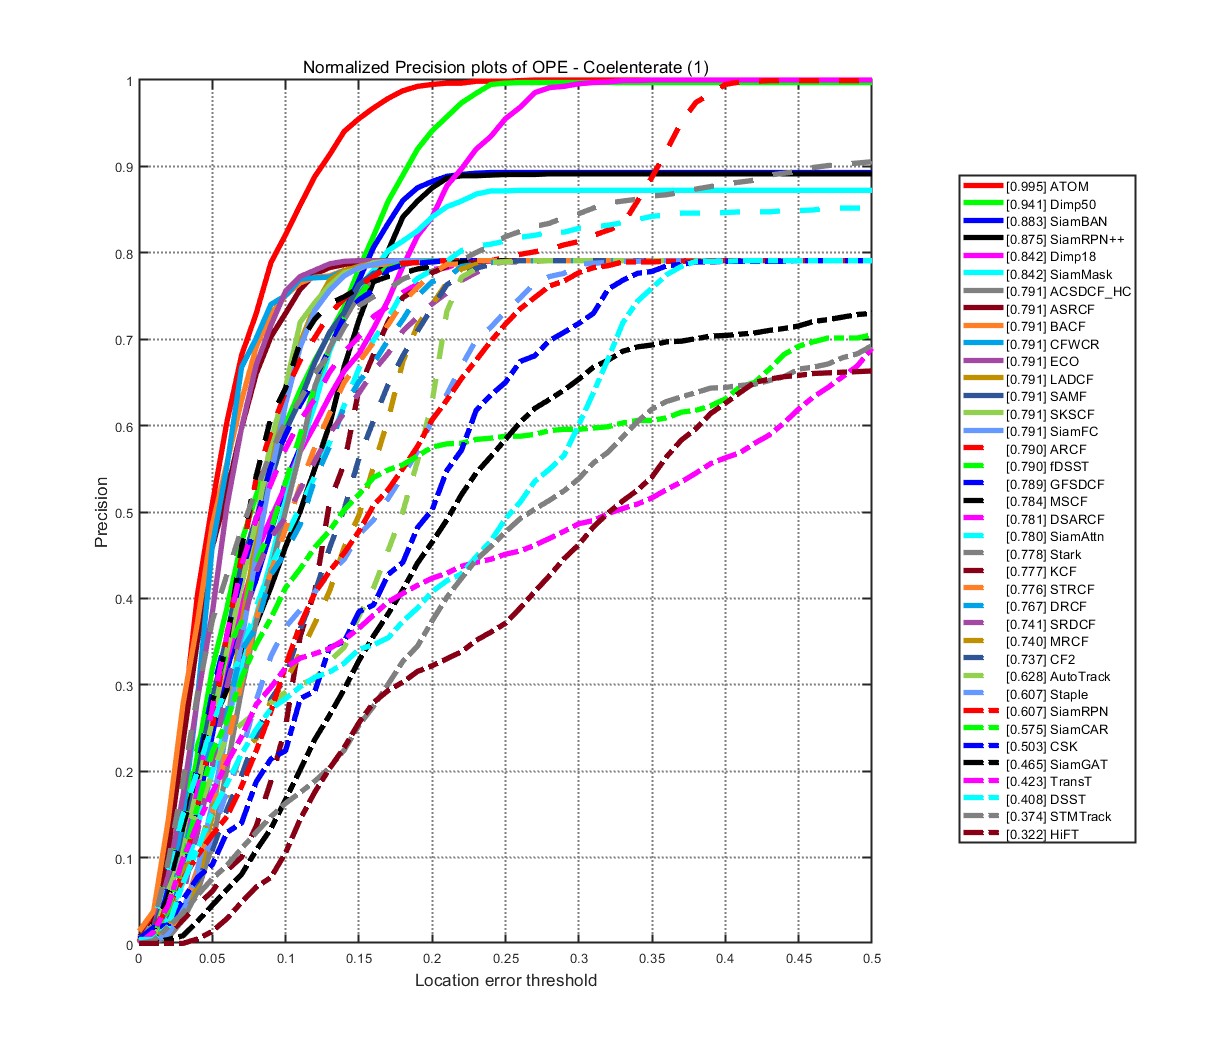 Normalized Precision plots of OPE - Coelenterate (1)
1
0.9
0.8
0.7
0.6
0.5
0.4
0.3
0.2
0.1
0
Precision
0 0.05 0.1 0.15 0.2 0.25 0.3 0.35 0.4 0.45 0.5
Location error threshold
[0.995] ATOM
[0.941] Dimp50
[0.883] SiamBAN
[0.875] SiamRPN++
[0.842] Dimp18
[0.842] SiamMask
[0.791] ACSDCF_HC
[0.791] ASRCF
[0.791] BACF
[0.791] CFWCR
[0.791] ECO
[0.791] LADCF
[0.791] SAMF
[0.791] SKSCF
[0.791] SiamFC
[0.790] ARCF
[0.790] fDSST
[0.789] GFSDCF
[0.784] MSCF
[0.781] DSARCF
[0.780] SiamAttn
[0.778] Stark
[0.777] KCF
[0.776] STRCF
[0.767] DRCF
[0.741] SRDCF
[0.740] MRCF
[0.737] CF2
[0.628] AutoTrack
[0.607] Staple
[0.607] SiamRPN
[0.575] SiamCAR
[0.503] CSK
[0.465] SiamGAT
[0.423] TransT
[0.408] DSST
[0.374] STMTrack
[0.322] HiFT